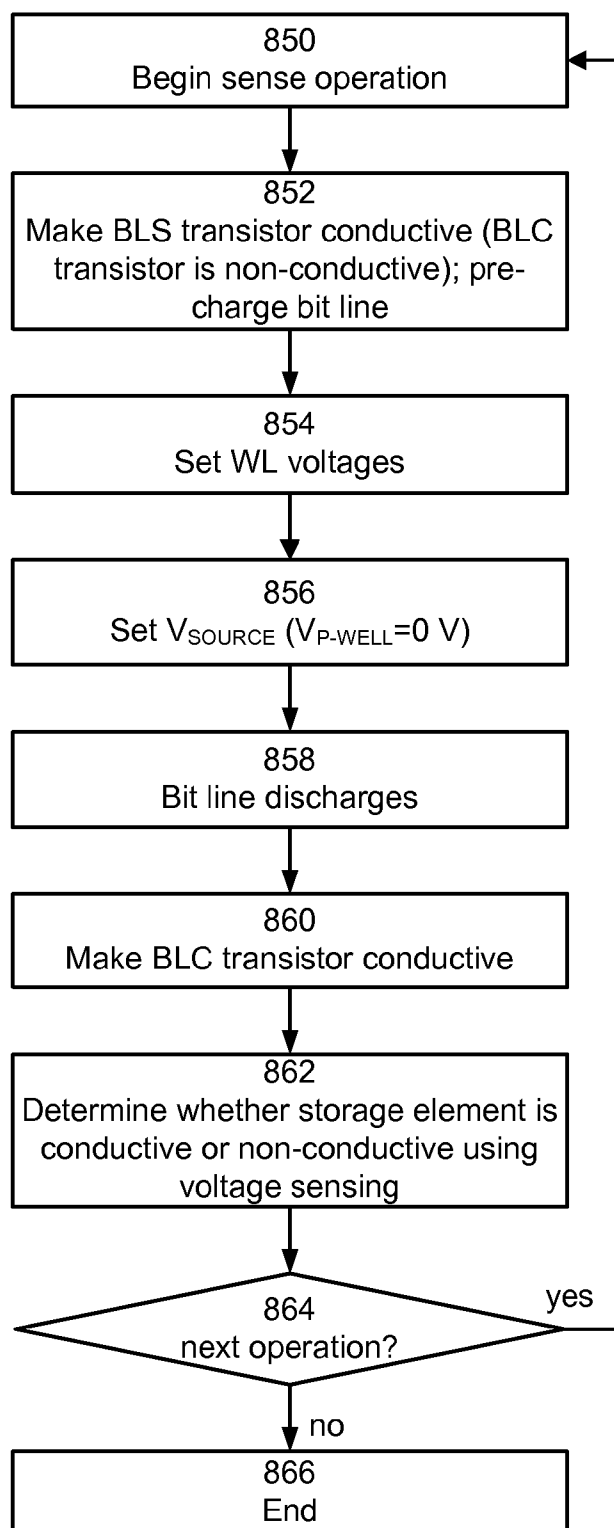 850
Begin sense operation
852
Make BLS transistor conductive (BLC
transistor is non-conductive); pre-
charge bit line
854
Set WL voltages
856
Set VSOURCE (VP-WELL=0 V)
858
Bit line discharges
860
Make BLC transistor conductive
862
Determine whether storage element is
conductive or non-conductive using
voltage sensing
864
next operation?
yes
no
866
End